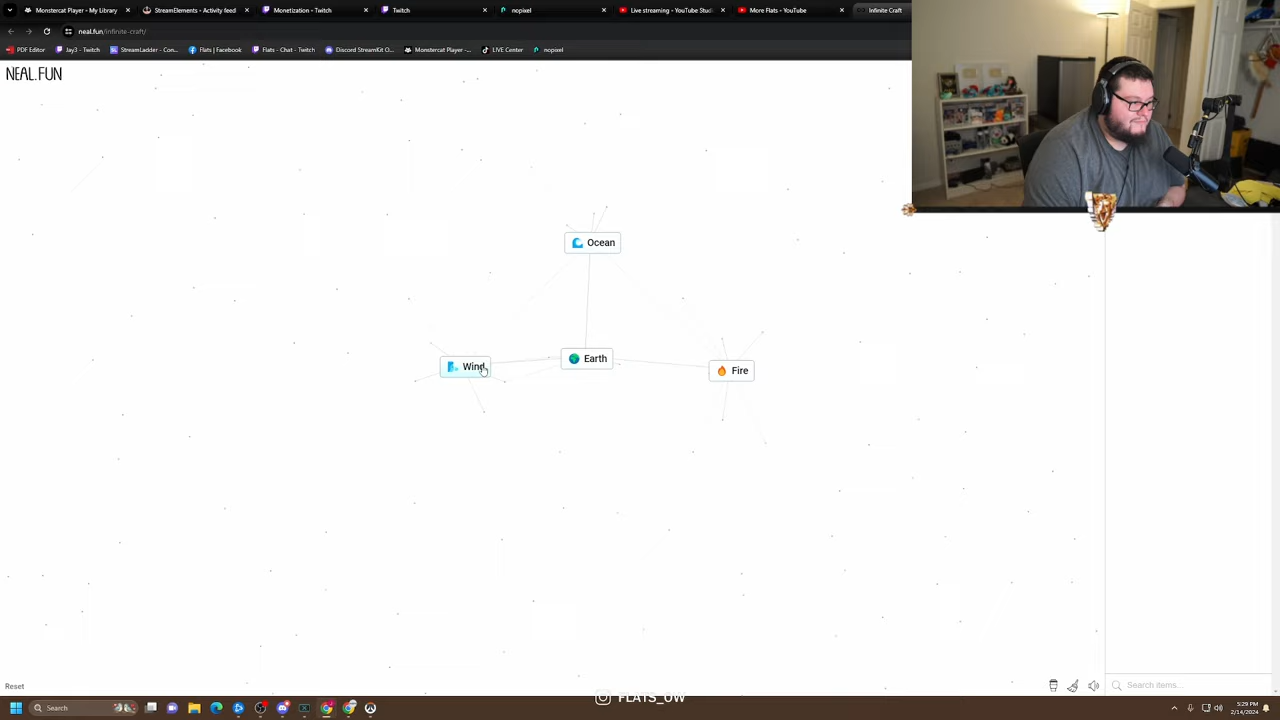 Monstercat Player - My Library
StreamElements - Activity feed
Monetization - Twitch
Twitch
nopixel
Live streaming - YouTube Studi
More Flats - YouTube
Infinite Craft
neal.fun/infinite-craft/
PDF Editor
Jay3 - Twitch
StreamLadder - Con...
Flats | Facebook
Flats - Chat - Twitch
Discord StreamKit O...
Monstercat Player -...
LIVE Center
nopixel
NEAL.FUN
Ocean
Wind
Earth
Fire
Reset
Search items...
FLATS_OW
Search
5:29 PM
2/14/2024